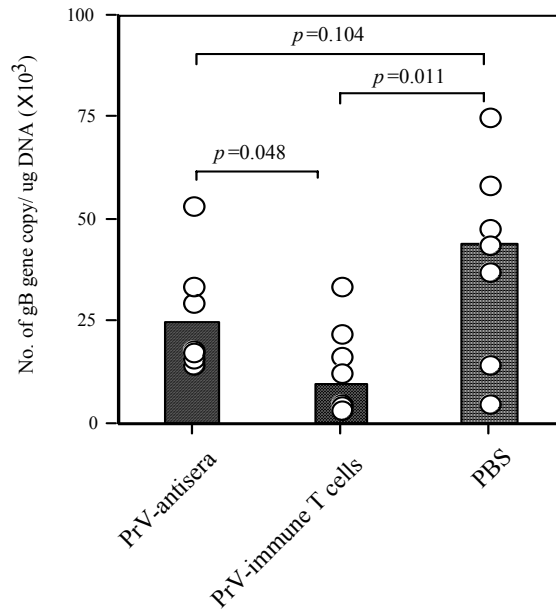 No. of gB gene copy/ ug DNA (X10³)
100
75
50
25
0
p=0.104
p=0.011
p=0.048
PrV-antisera
PrV-immune T cells
PBS